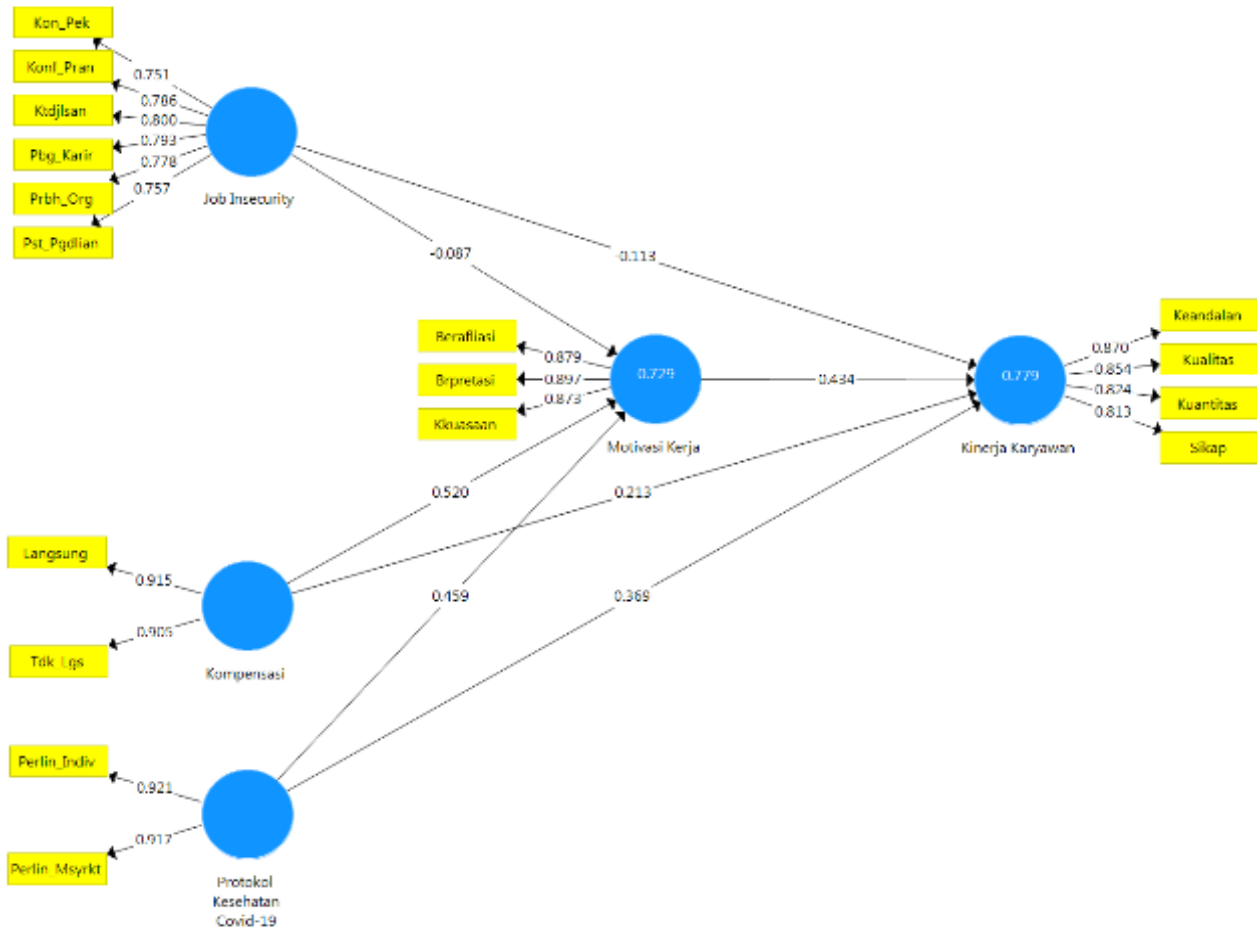 Kon_Pek
0.751
Konf_Pran
0.786
Ktdjlsan
0.800
0.793
Pbg_Karir
0.778
Prbh_Org
0.757
Pst_Pgdlian
Job Insecurity
-0.087
-0.113
Berafliasi
0.879
Brpretasi
0.897
0.873
Kkuasaan
0.729
Motivasi Kerja
0.434
0.779
Kinerja Karyawan
Keandalan
0.870
Kualitas
0.854
0.824
Kuantitas
0.813
Sikap
0.520
0.213
Langsung
0.915
0.905
Tdk_Lgs
Kompensasi
0.459
0.369
Perlin_Indiv
0.921
0.917
Perlin_Msyrkt
Protokol
Kesehatan
Covid-19